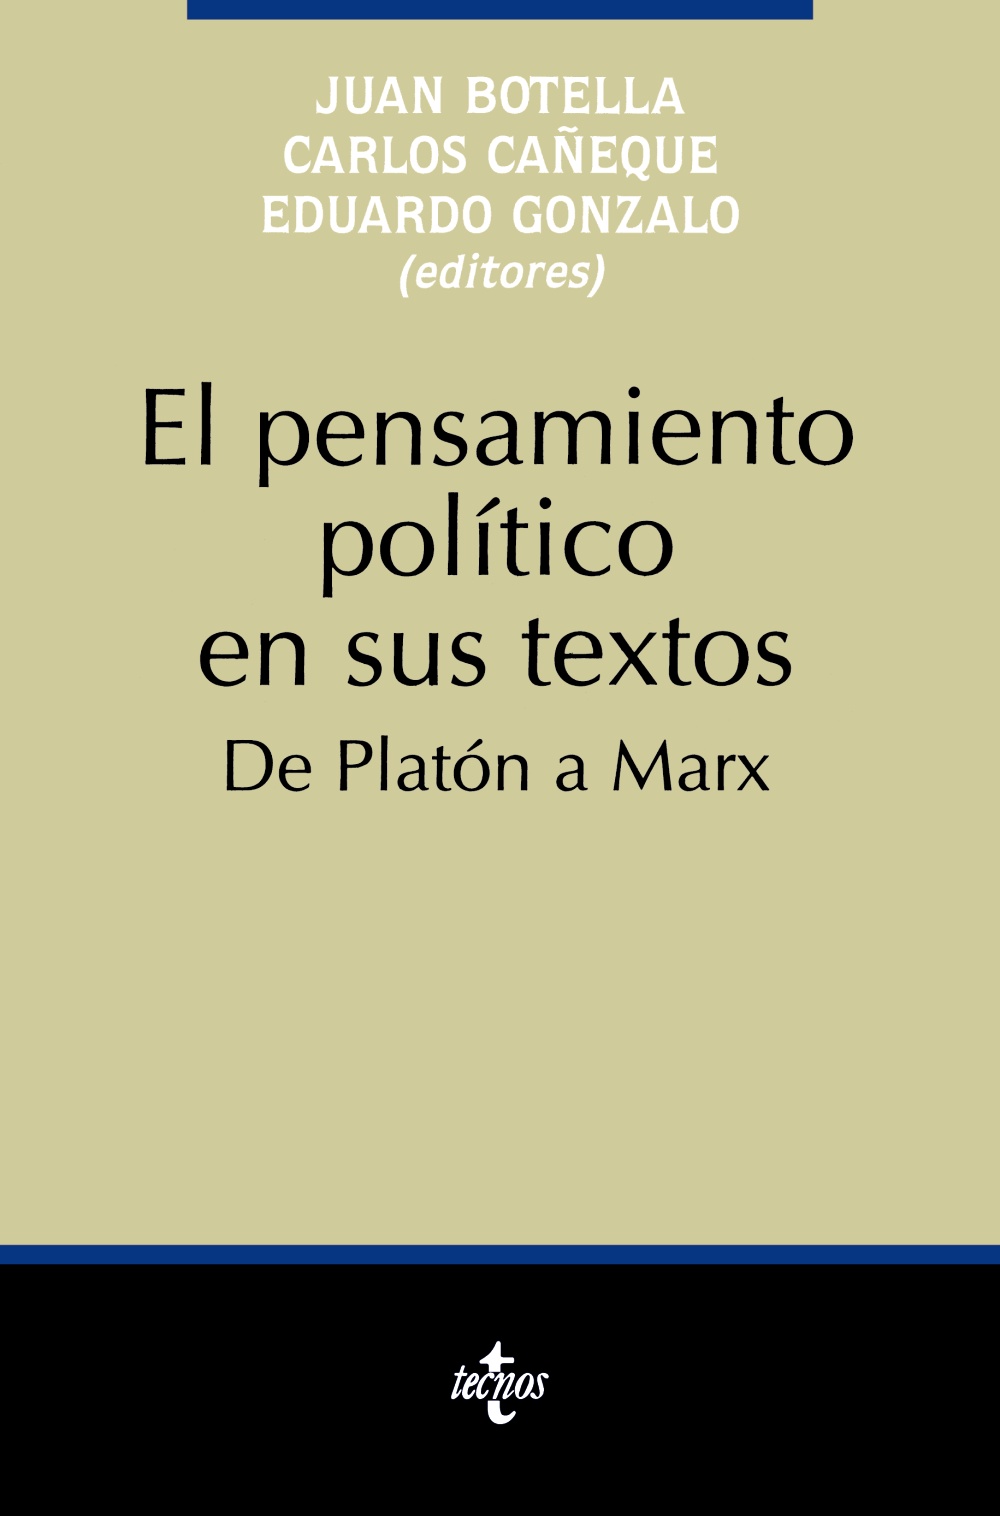 JUAN BOTELLA
CARLOS CAÑEQUE
EDUARDO GONZALO
(editores)
El pensamiento
político
en sus textos
De Platón a Marx
tecnos